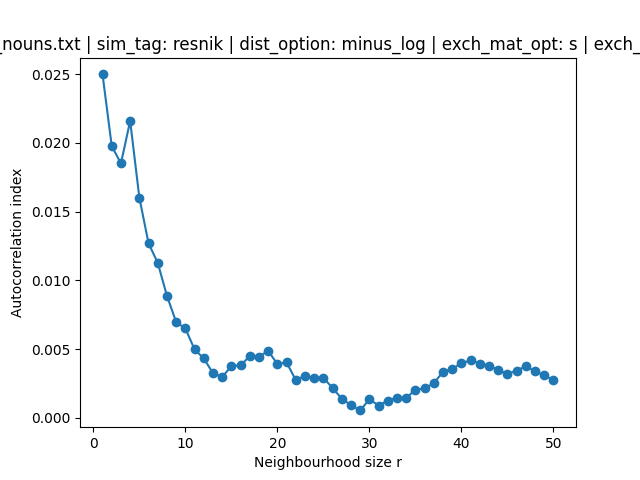 _nouns.txt | sim_tag: resnik | dist_option: minus_log | exch_mat_opt: s | exch_
0.025
0.020
0.015
0.010
0.005
0.000
Autocorrelation index
0 10 20 30 40 50
Neighbourhood size r